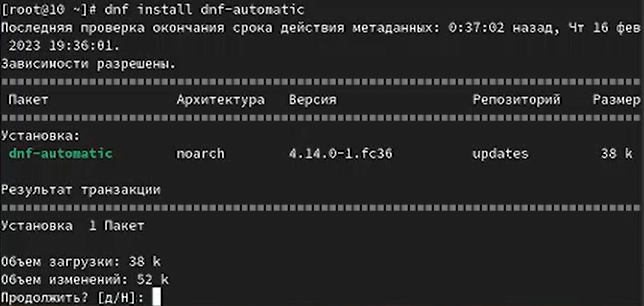 [root@10 ~]# dnf install dnf-automatic
Последняя проверка окончания срока действия метаданных: 0:37:02 назад, Чт 16 фев
2023 19:36:01.
Зависимости разрешены.
Пакет Архитектура Версия Репозиторий Размер
Установка:
dnf-automatic noarch 4.14.0-1.fc36 updates 38 k
Результат транзакции
Установка 1 Пакет
Объем загрузки: 38 k
Объем изменений: 52 k
Продолжить? [д/Н]: